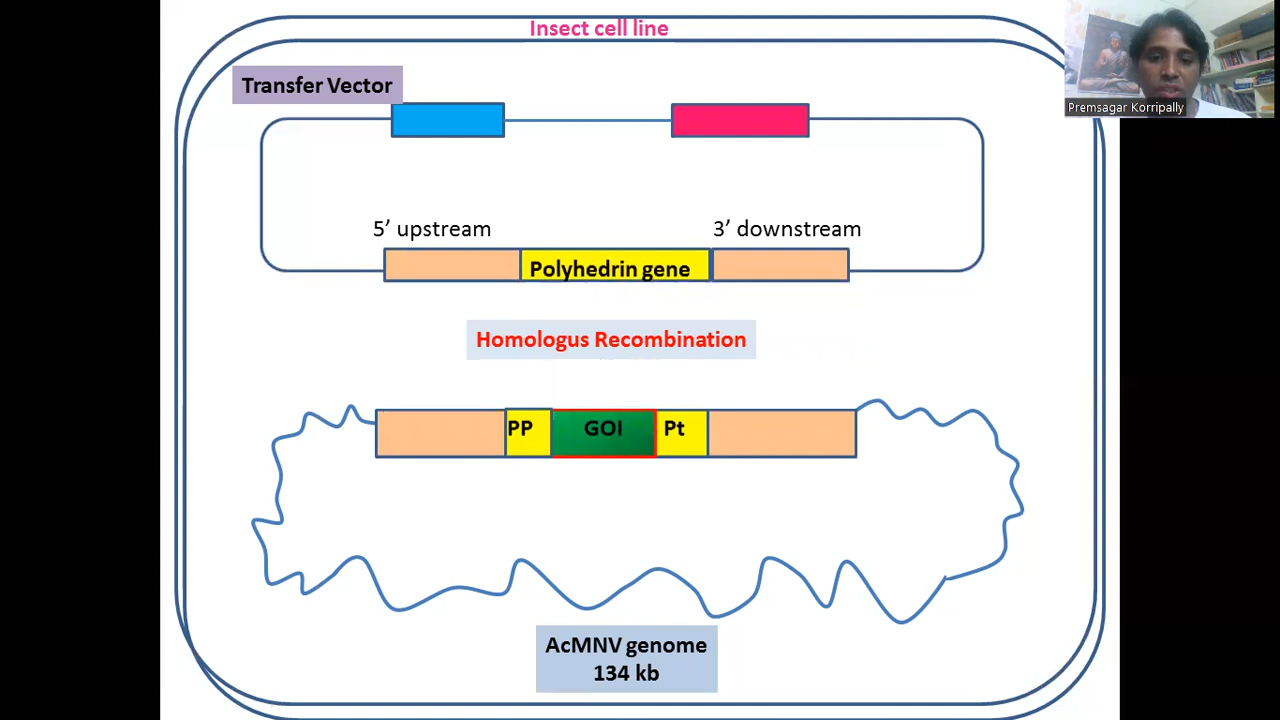 Insect cell line
Premsagar Korripally
Transfer Vector
5’ upstream
3’ downstream
Polyhedrin gene
Homologus Recombination
PP
GOI
Pt
AcMNV genome
134 kb